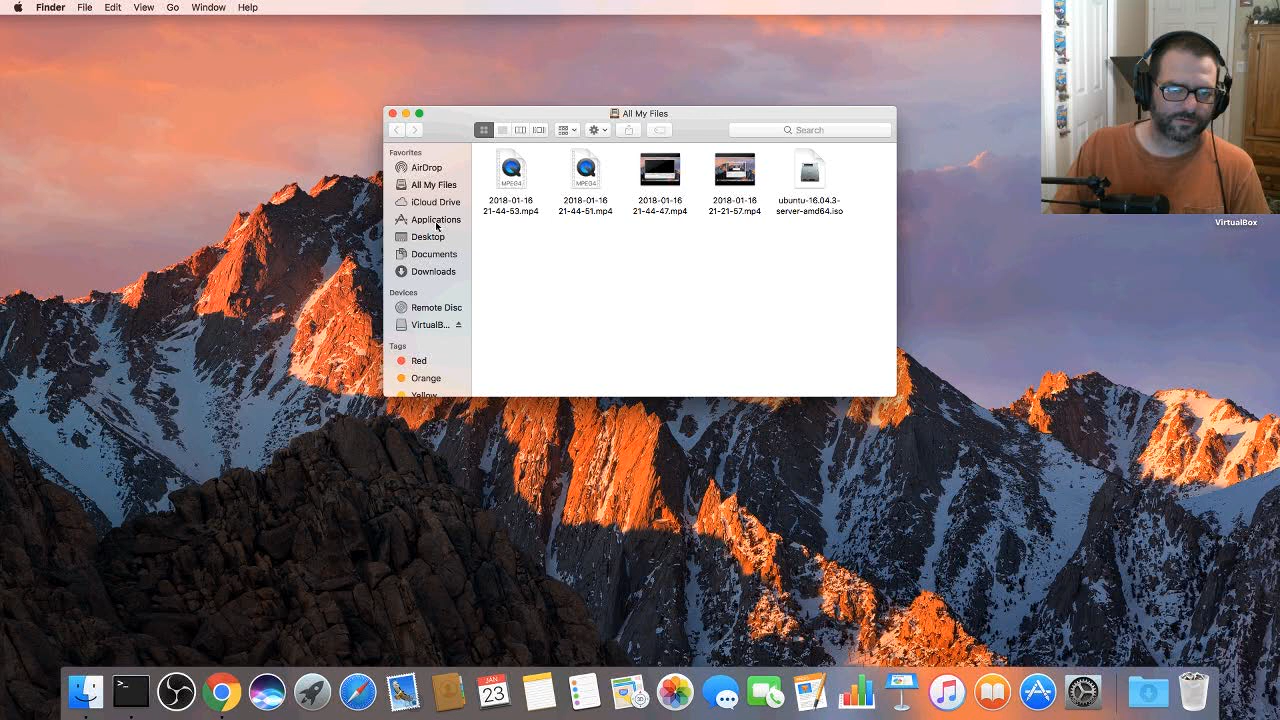 Finder File Edit View Go Window Help
All My Files
Search
Favorites
AirDrop
All My Files
iCloud Drive
Applications
Desktop
Documents
Downloads
Devices
Remote Disc
VirtualB...
Tags
Red
Orange
Yellow
MPEG4
MPEG4
2018-01-16
21-44-53.mp4
2018-01-16
21-44-51.mp4
2018-01-16
21-44-47.mp4
2018-01-16
21-21-57.mp4
ubuntu-16.04.3-
server-amd64.iso
VirtualBox
JAN
23